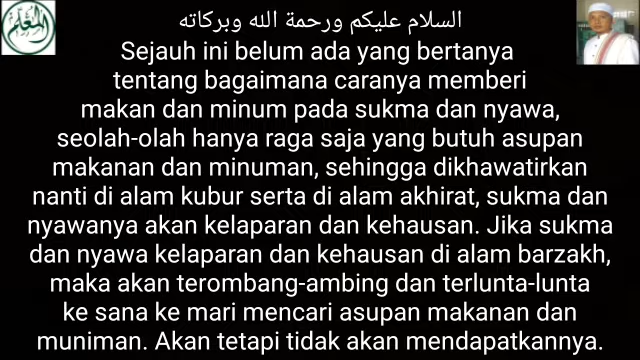 السلام عليكم ورحمة الله وبركاته
Sejauh ini belum ada yang bertanya
tentang bagaimana caranya memberi
makan dan minum pada sukma dan nyawa,
seolah-olah hanya raga saja yang butuh asupan
makanan dan minuman, sehingga dikhawatirkan
nanti di alam kubur serta di alam akhirat, sukma dan
nyawanya akan kelaparan dan kehausan. Jika sukma
dan nyawa kelaparan dan kehausan di alam barzakh,
maka akan terombang-ambing dan terlunta-lunta
ke sana ke mari mencari asupan makanan dan
muniman. Akan tetapi tidak akan mendapatkannya.